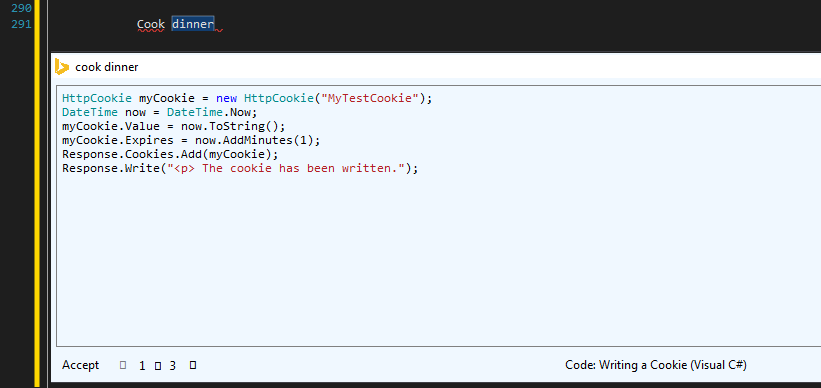 290
291 Cook dinner
cook dinner
HttpCookie myCookie = new HttpCookie("MyTestCookie");
DateTime now = DateTime.Now;
myCookie.Value = now.ToString();
myCookie.Expires = now.AddMinutes(1);
Response.Cookies.Add(myCookie);
Response.Write("<p> The cookie has been written.");
Accept 1 3 Code: Writing a Cookie (Visual C#)